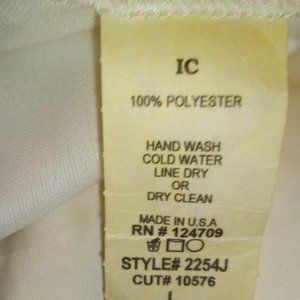 IC
100% POLYESTER
HAND WASH
COLD WATER
LINE DRY
OR
DRY CLEAN
MADE IN U.S.A
RN # 124709
STYLE# 2254J
CUT# 10576